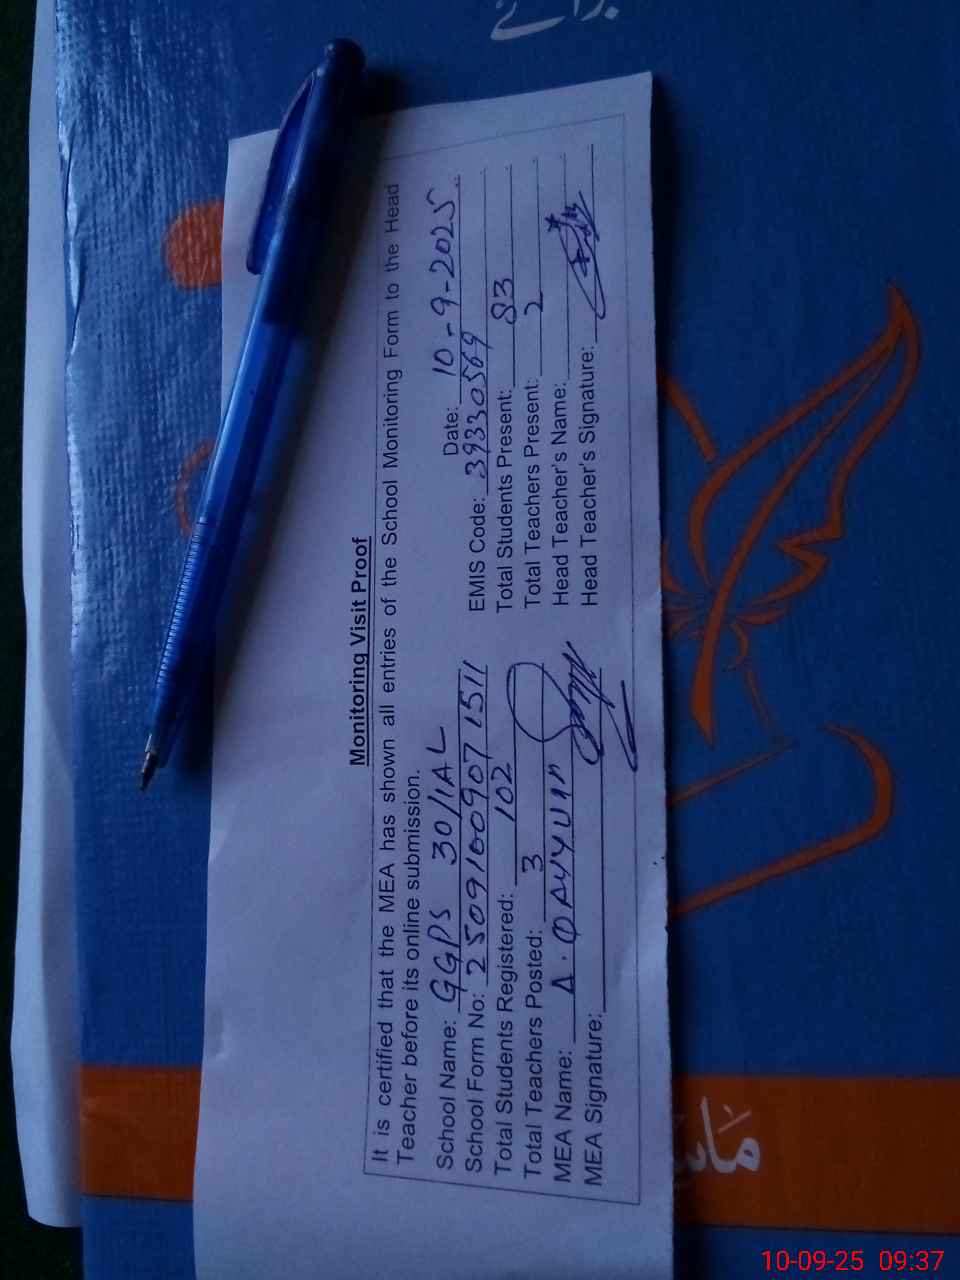 برائے
Monitoring Visit Proof
It is certified that the MEA has shown all entries of the School Monitoring Form to the Head
Teacher before its online submission.
School Name: GGPS 30/1AL Date: 10-9-2025
School Form No: 25091009071511 EMIS Code: 39330569
Total Students Registered: 102 Total Students Present: 83
Total Teachers Posted: 3 Total Teachers Present: 2
MEA Name: A. QAYYUM Head Teacher's Name:
MEA Signature: Head Teacher's Signature:
10-09-25 09:37